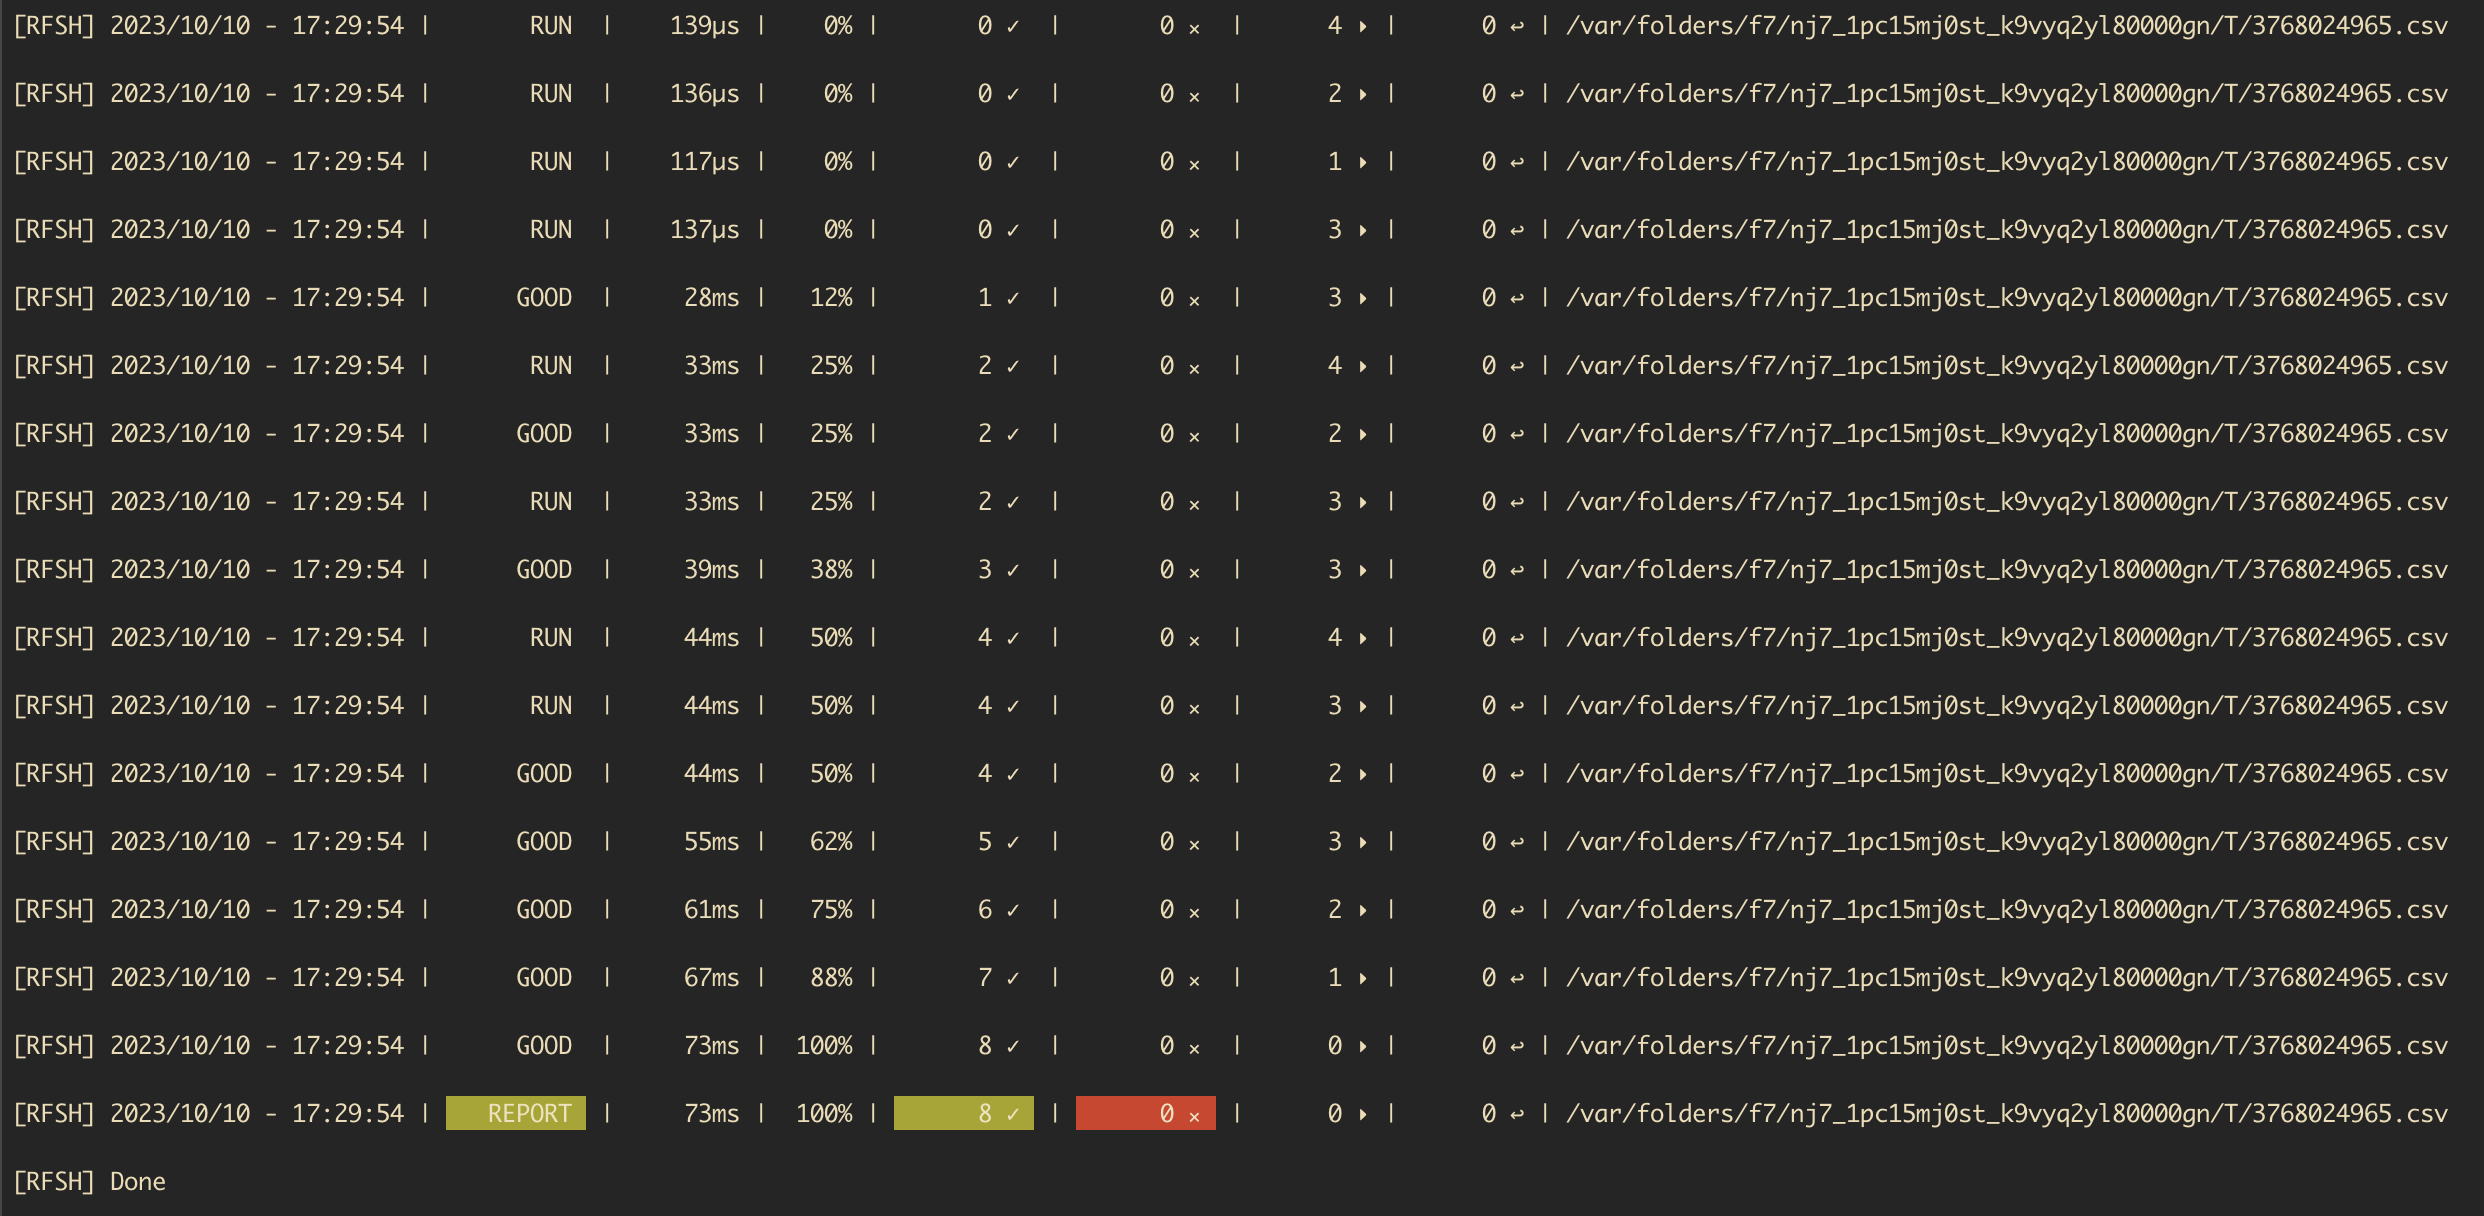 [RFSH] 2023/10/10 - 17:29:54 | RUN | 139µs | 0% | 0 ✓ | 0 × | 4 ▸ | 0 ↩ | /var/folders/f7/nj7_1pc15mj0st_k9vyq2yl80000gn/T/3768024965.csv
[RFSH] 2023/10/10 - 17:29:54 | RUN | 136µs | 0% | 0 ✓ | 0 × | 2 ▸ | 0 ↩ | /var/folders/f7/nj7_1pc15mj0st_k9vyq2yl80000gn/T/3768024965.csv
[RFSH] 2023/10/10 - 17:29:54 | RUN | 117µs | 0% | 0 ✓ | 0 × | 1 ▸ | 0 ↩ | /var/folders/f7/nj7_1pc15mj0st_k9vyq2yl80000gn/T/3768024965.csv
[RFSH] 2023/10/10 - 17:29:54 | RUN | 137µs | 0% | 0 ✓ | 0 × | 3 ▸ | 0 ↩ | /var/folders/f7/nj7_1pc15mj0st_k9vyq2yl80000gn/T/3768024965.csv
[RFSH] 2023/10/10 - 17:29:54 | GOOD | 28ms | 12% | 1 ✓ | 0 × | 3 ▸ | 0 ↩ | /var/folders/f7/nj7_1pc15mj0st_k9vyq2yl80000gn/T/3768024965.csv
[RFSH] 2023/10/10 - 17:29:54 | RUN | 33ms | 25% | 2 ✓ | 0 × | 4 ▸ | 0 ↩ | /var/folders/f7/nj7_1pc15mj0st_k9vyq2yl80000gn/T/3768024965.csv
[RFSH] 2023/10/10 - 17:29:54 | GOOD | 33ms | 25% | 2 ✓ | 0 × | 2 ▸ | 0 ↩ | /var/folders/f7/nj7_1pc15mj0st_k9vyq2yl80000gn/T/3768024965.csv
[RFSH] 2023/10/10 - 17:29:54 | RUN | 33ms | 25% | 2 ✓ | 0 × | 3 ▸ | 0 ↩ | /var/folders/f7/nj7_1pc15mj0st_k9vyq2yl80000gn/T/3768024965.csv
[RFSH] 2023/10/10 - 17:29:54 | GOOD | 39ms | 38% | 3 ✓ | 0 × | 3 ▸ | 0 ↩ | /var/folders/f7/nj7_1pc15mj0st_k9vyq2yl80000gn/T/3768024965.csv
[RFSH] 2023/10/10 - 17:29:54 | RUN | 44ms | 50% | 4 ✓ | 0 × | 4 ▸ | 0 ↩ | /var/folders/f7/nj7_1pc15mj0st_k9vyq2yl80000gn/T/3768024965.csv
[RFSH] 2023/10/10 - 17:29:54 | RUN | 44ms | 50% | 4 ✓ | 0 × | 3 ▸ | 0 ↩ | /var/folders/f7/nj7_1pc15mj0st_k9vyq2yl80000gn/T/3768024965.csv
[RFSH] 2023/10/10 - 17:29:54 | GOOD | 44ms | 50% | 4 ✓ | 0 × | 2 ▸ | 0 ↩ | /var/folders/f7/nj7_1pc15mj0st_k9vyq2yl80000gn/T/3768024965.csv
[RFSH] 2023/10/10 - 17:29:54 | GOOD | 55ms | 62% | 5 ✓ | 0 × | 3 ▸ | 0 ↩ | /var/folders/f7/nj7_1pc15mj0st_k9vyq2yl80000gn/T/3768024965.csv
[RFSH] 2023/10/10 - 17:29:54 | GOOD | 61ms | 75% | 6 ✓ | 0 × | 2 ▸ | 0 ↩ | /var/folders/f7/nj7_1pc15mj0st_k9vyq2yl80000gn/T/3768024965.csv
[RFSH] 2023/10/10 - 17:29:54 | GOOD | 67ms | 88% | 7 ✓ | 0 × | 1 ▸ | 0 ↩ | /var/folders/f7/nj7_1pc15mj0st_k9vyq2yl80000gn/T/3768024965.csv
[RFSH] 2023/10/10 - 17:29:54 | GOOD | 73ms | 100% | 8 ✓ | 0 × | 0 ▸ | 0 ↩ | /var/folders/f7/nj7_1pc15mj0st_k9vyq2yl80000gn/T/3768024965.csv
[RFSH] 2023/10/10 - 17:29:54 | REPORT | 73ms | 100% | 8 ✓ | 0 × | 0 ▸ | 0 ↩ | /var/folders/f7/nj7_1pc15mj0st_k9vyq2yl80000gn/T/3768024965.csv
[RFSH] Done